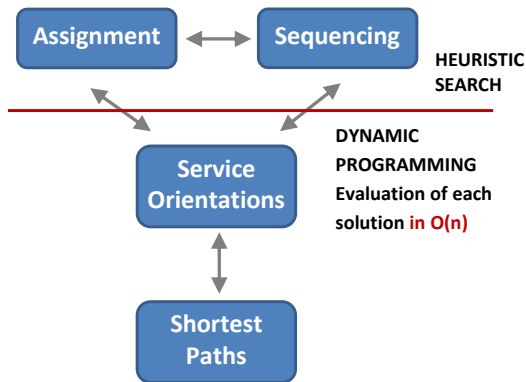 Assignment
Sequencing
HEURISTIC
SEARCH
DYNAMIC
PROGRAMMING
Evaluation of each
solution in O(n)
Service
Orientations
Shortest
Paths